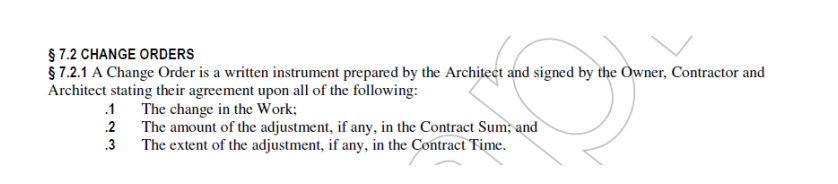 § 7.2 CHANGE ORDERS
§ 7.2.1 A Change Order is a written instrument prepared by the Architect and signed by the Owner, Contractor and
Architect stating their agreement upon all of the following:
.1 The change in the Work;
.2 The amount of the adjustment, if any, in the Contract Sum; and
.3 The extent of the adjustment, if any, in the Contract Time.